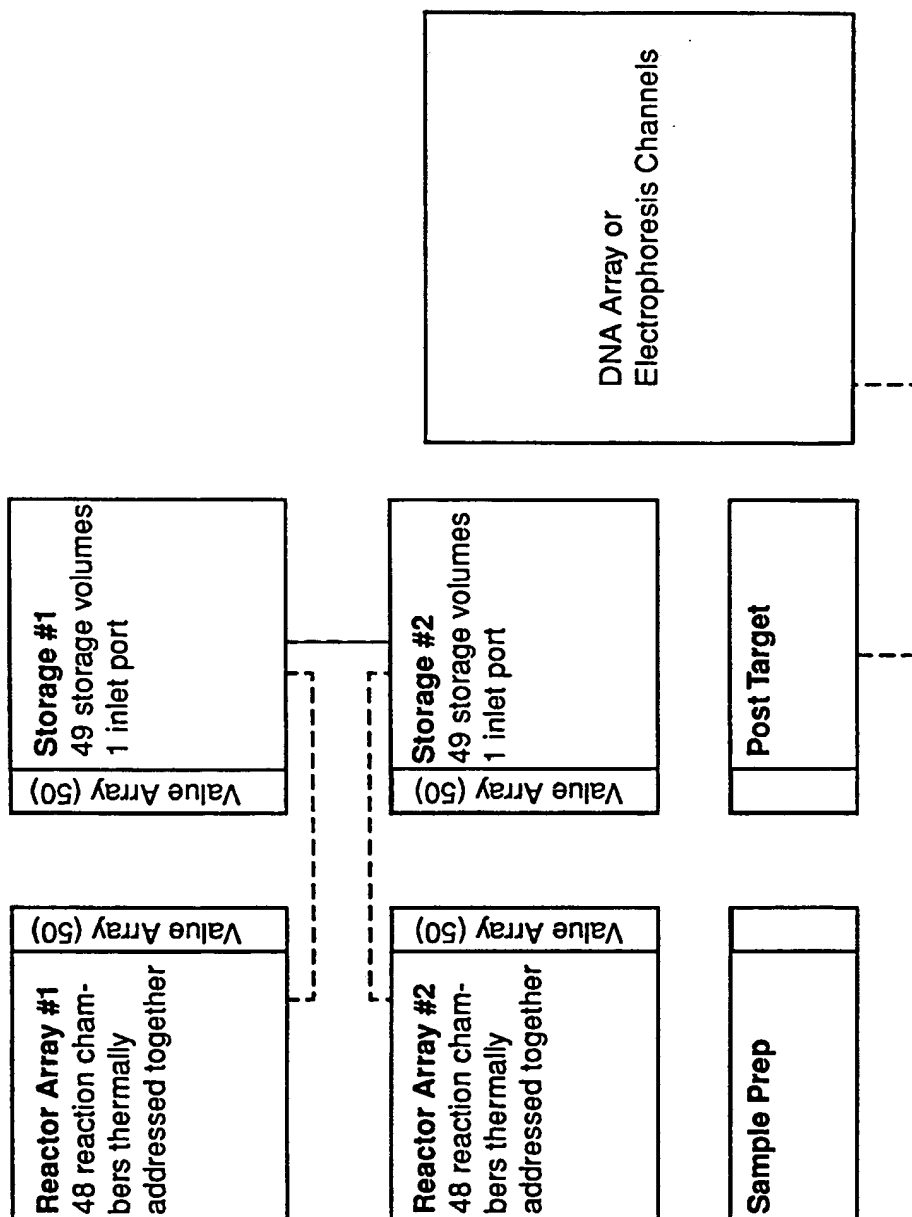 Reactor Array #1
48 reaction cham-
bers thermally
addressed together
Value Array (50)
Reactor Array #2
48 reaction cham-
bers thermally
addressed together
Value Array (50)
Sample Prep
Value Array (50)
Storage #1
49 storage volumes
1 inlet port
Value Array (50)
Storage #2
49 storage volumes
1 inlet port
Post Target
DNA Array or
Electrophoresis Channels